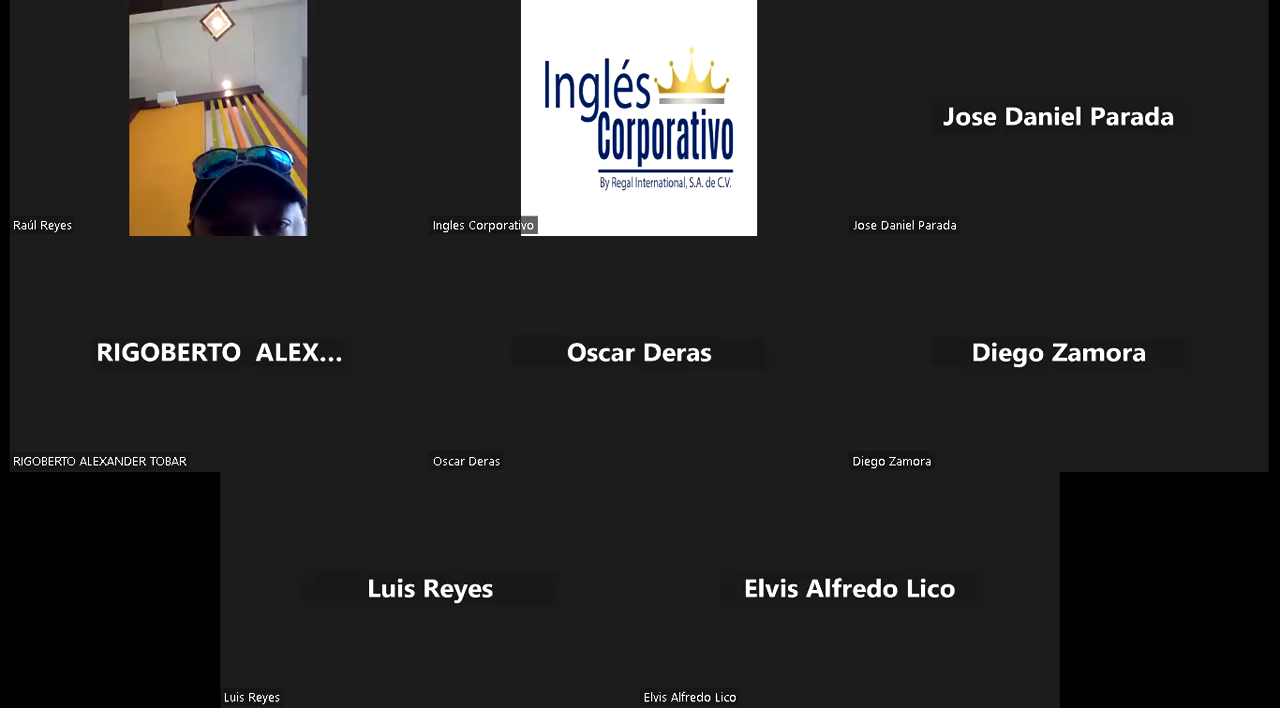 Inglés
Corporativo
By Regal International, S.A. de C.V.
Jose Daniel Parada
Raúl Reyes
Ingles Corporativo
Jose Daniel Parada
RIGOBERTO ALEX...
Oscar Deras
Diego Zamora
RIGOBERTO ALEXANDER TOBAR
Oscar Deras
Diego Zamora
Luis Reyes
Elvis Alfredo Lico
Luis Reyes
Elvis Alfredo Lico